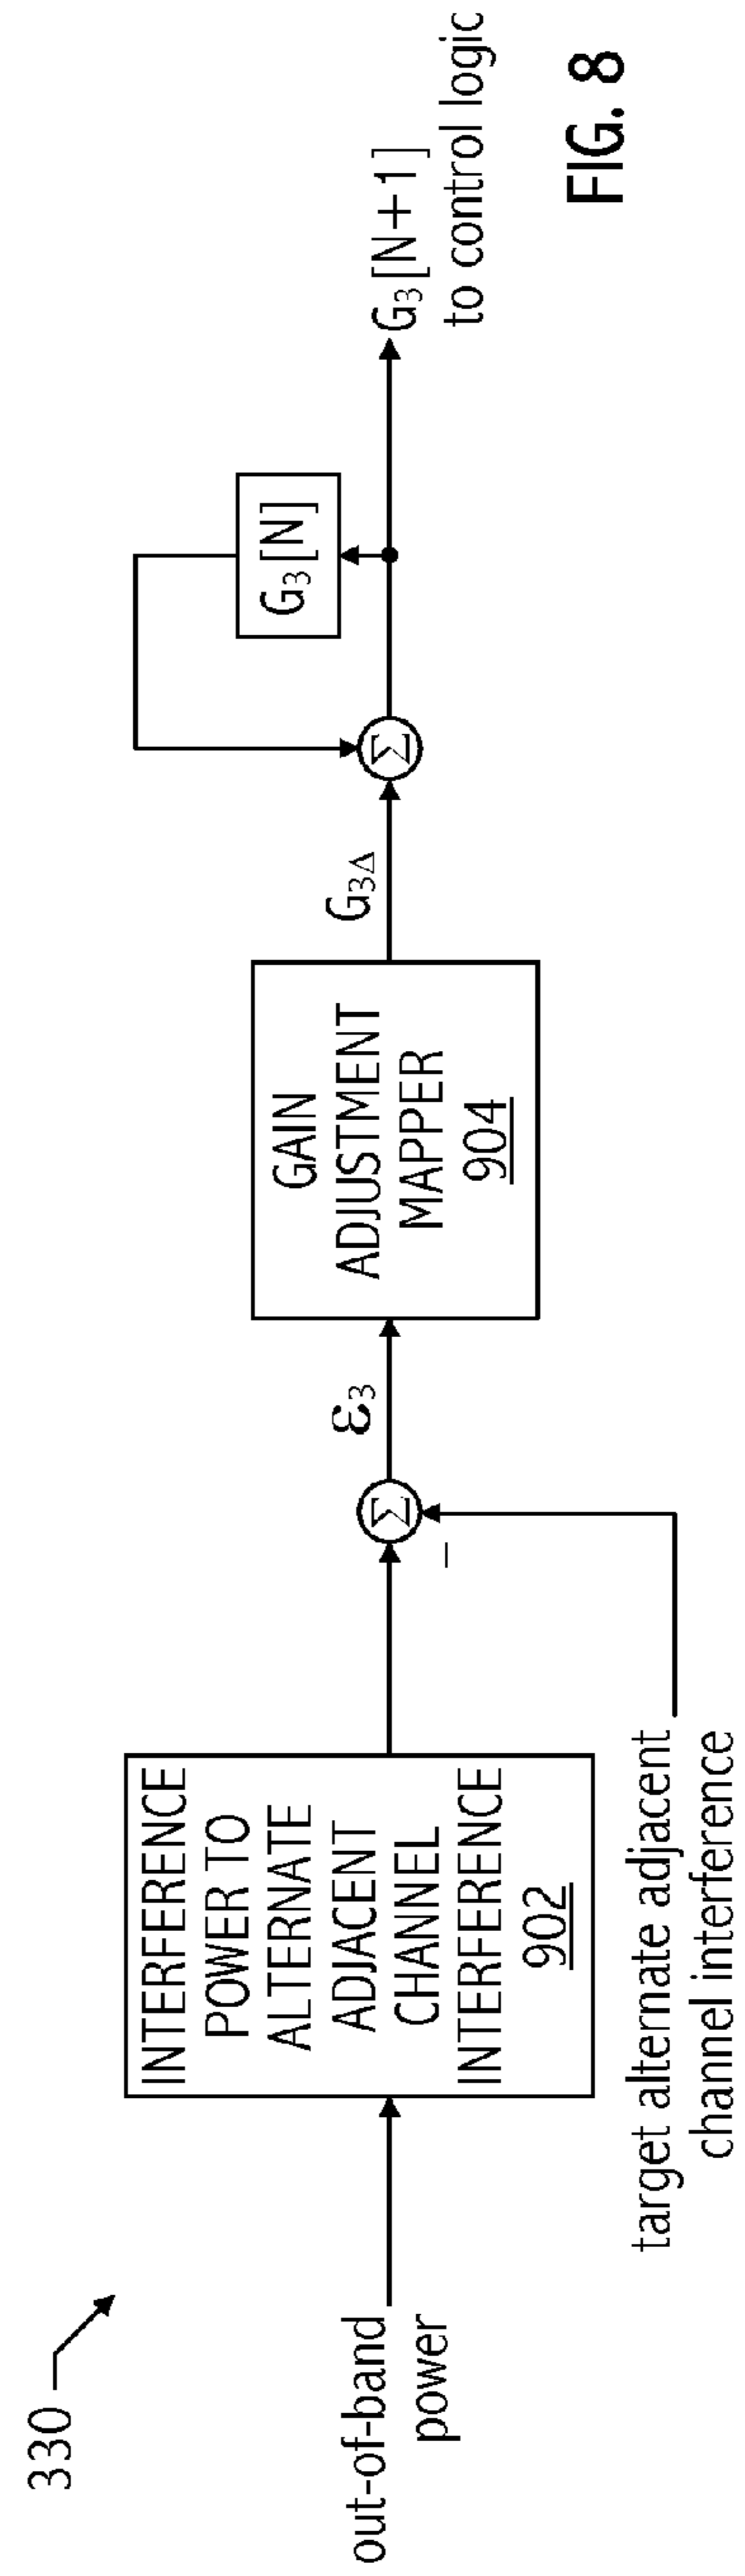 330
out-of-band
power
INTERFERENCE
POWER TO
ALTERNATE
ADJACENT
CHANNEL
INTERFERENCE
902
target alternate adjacent
channel interference
–
Σ
ε₃
GAIN
ADJUSTMENT
MAPPER
904
G₃Δ
Σ
G₃[N]
G₃[N+1]
to control logic
FIG. 8